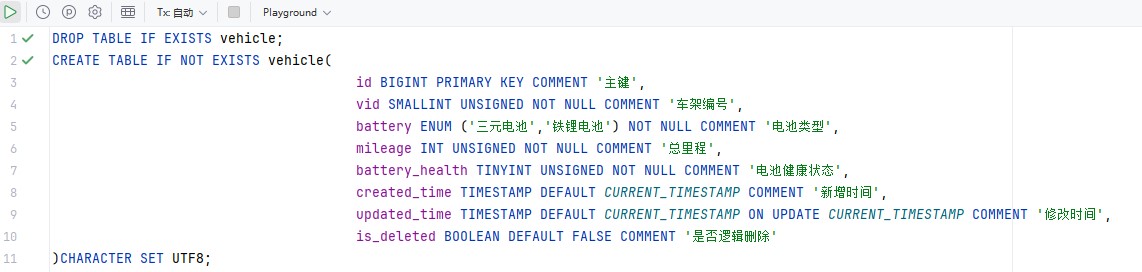 Tx: 自动 Playground
1 DROP TABLE IF EXISTS vehicle;
2 CREATE TABLE IF NOT EXISTS vehicle(
3 id BIGINT PRIMARY KEY COMMENT '主键',
4 vid SMALLINT UNSIGNED NOT NULL COMMENT '车架编号',
5 battery ENUM ('三元电池','铁锂电池') NOT NULL COMMENT '电池类型',
6 mileage INT UNSIGNED NOT NULL COMMENT '总里程',
7 battery_health TINYINT UNSIGNED NOT NULL COMMENT '电池健康状态',
8 created_time TIMESTAMP DEFAULT CURRENT_TIMESTAMP COMMENT '新增时间',
9 updated_time TIMESTAMP DEFAULT CURRENT_TIMESTAMP ON UPDATE CURRENT_TIMESTAMP COMMENT '修改时间',
10 is_deleted BOOLEAN DEFAULT FALSE COMMENT '是否逻辑删除'
11 )CHARACTER SET UTF8;